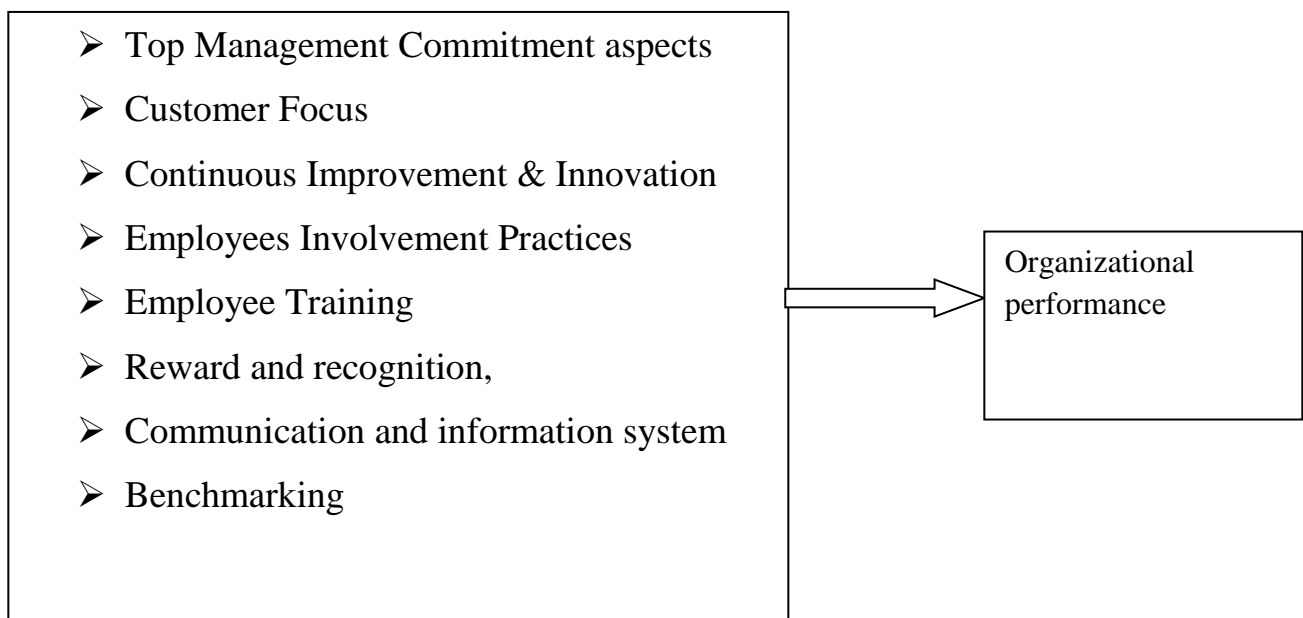 ➢ Top Management Commitment aspects
➢ Customer Focus
➢ Continuous Improvement & Innovation
➢ Employees Involvement Practices
➢ Employee Training
➢ Reward and recognition,
➢ Communication and information system
➢ Benchmarking
Organizational
performance